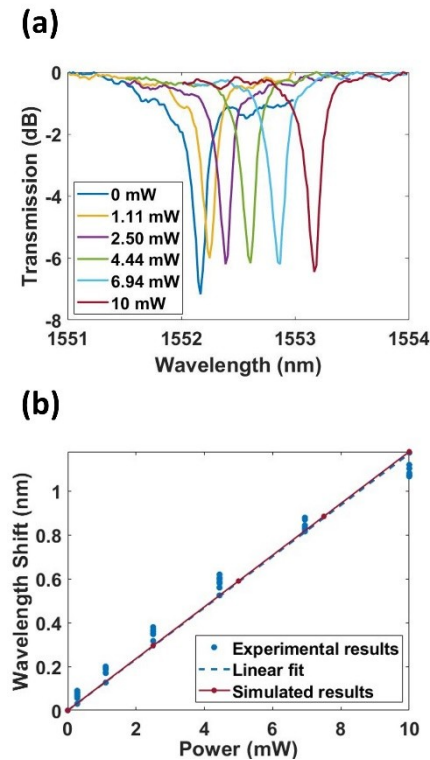 (a)
0
-2
-4
-6
-8
Transmission (dB)
0 mW
1.11 mW
2.50 mW
4.44 mW
6.94 mW
10 mW
1551
1552
1553
1554
Wavelength (nm)
(b)
1
0.8
0.6
0.4
0.2
0
Wavelength Shift (nm)
Experimental results
Linear fit
Simulated results
0
2
4
6
8
10
Power (mW)